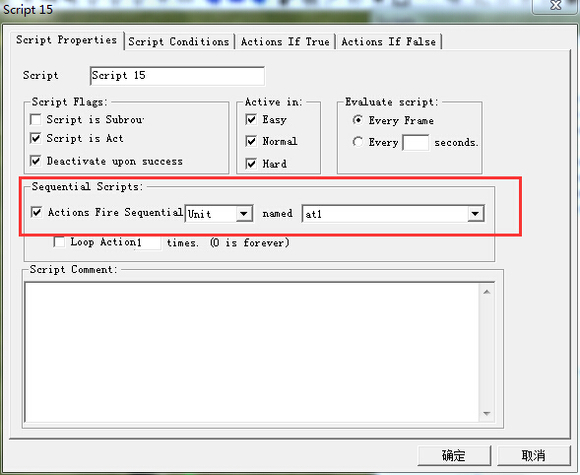 Script 15
Script Properties Script Conditions Actions If True Actions If False
Script Script 15
Script Flags: Active in: Evaluate script:
Script is Subrou Easy Every Frame
Script is Act Normal Every seconds.
Deactivate upon success Hard
Sequential Scripts:
Actions Fire Sequential Unit named at1
Loop Action 1 times. (0 is forever)
Script Comment:
确定 取消